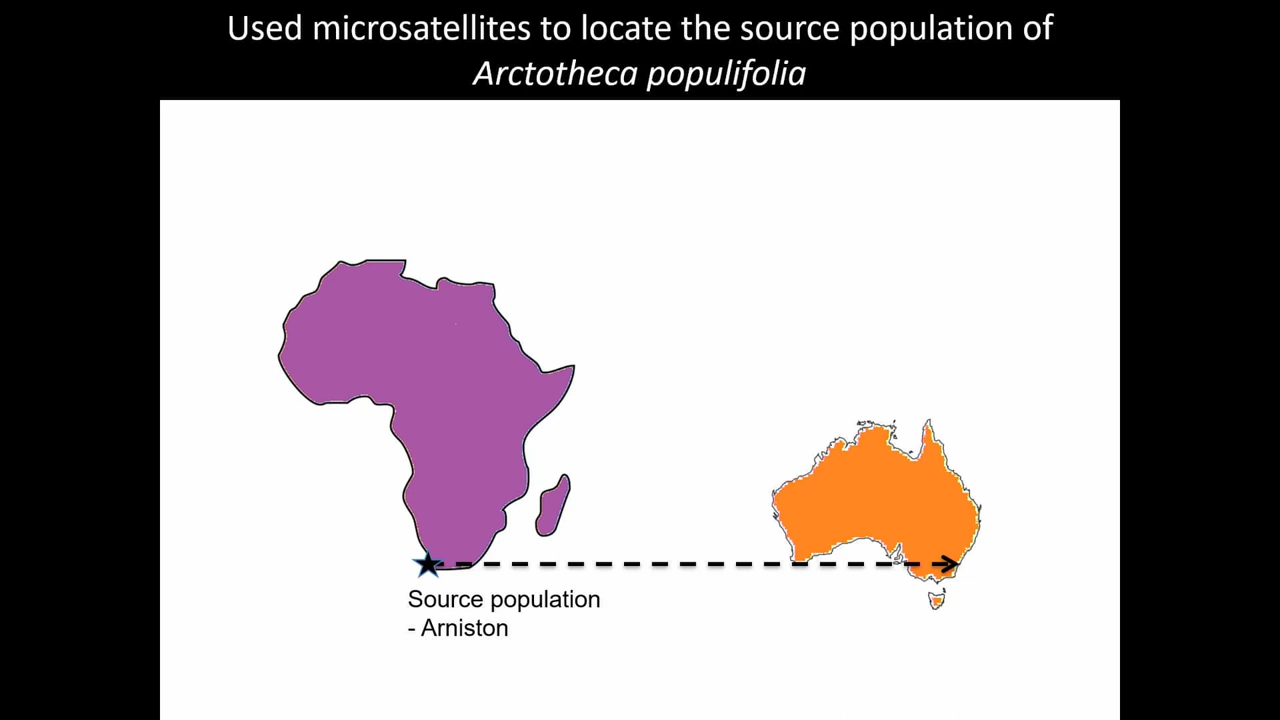 Used microsatellites to locate the source population of
Arctotheca populifolia
Source population
- Arniston